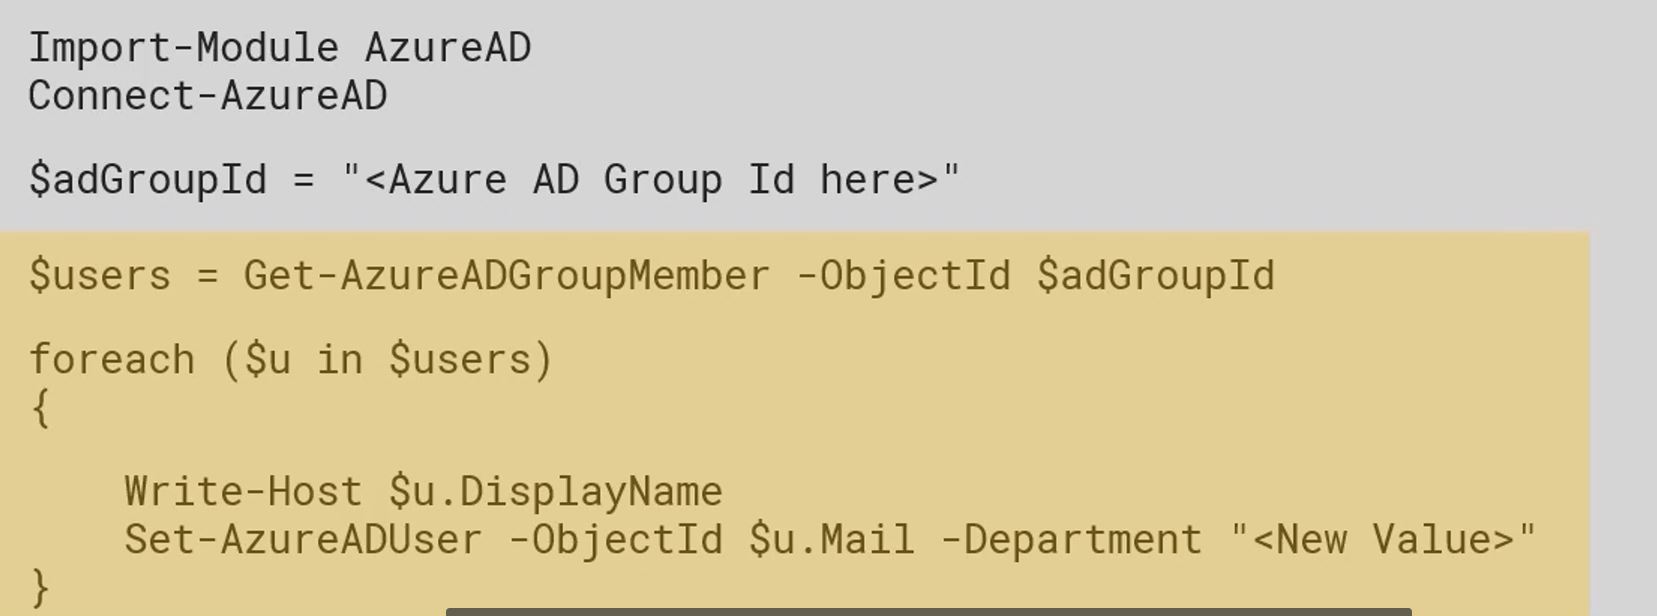 Import-Module AzureAD
Connect-AzureAD
$adGroupId = "<Azure AD Group Id here>"
$users = Get-AzureADGroupMember -ObjectId $adGroupId
foreach ($u in $users)
{
Write-Host $u.DisplayName
Set-AzureADUser -ObjectId $u.Mail -Department "<New Value>"
}